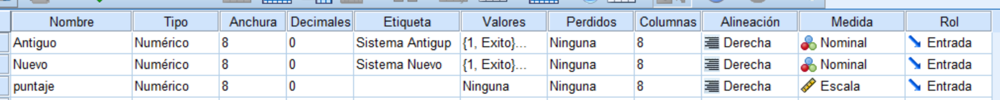 Nombre Tipo Anchura Decimales Etiqueta Valores Perdidos Columnas Alineación Medida Rol
Antiguo Numérico 8 0 Sistema Antigup {1, Exito}... Ninguna 8 Derecha Nominal Entrada
Nuevo Numérico 8 0 Sistema Nuevo {1, Exito}... Ninguna 8 Derecha Nominal Entrada
puntaje Numérico 8 0 Ninguna Ninguna 8 Derecha Escala Entrada